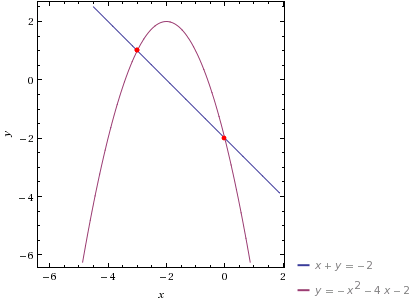 2
0
−2
−4
−6
y
−6 −4 −2 0 2
x
x + y = −2
y = −x² − 4 x − 2